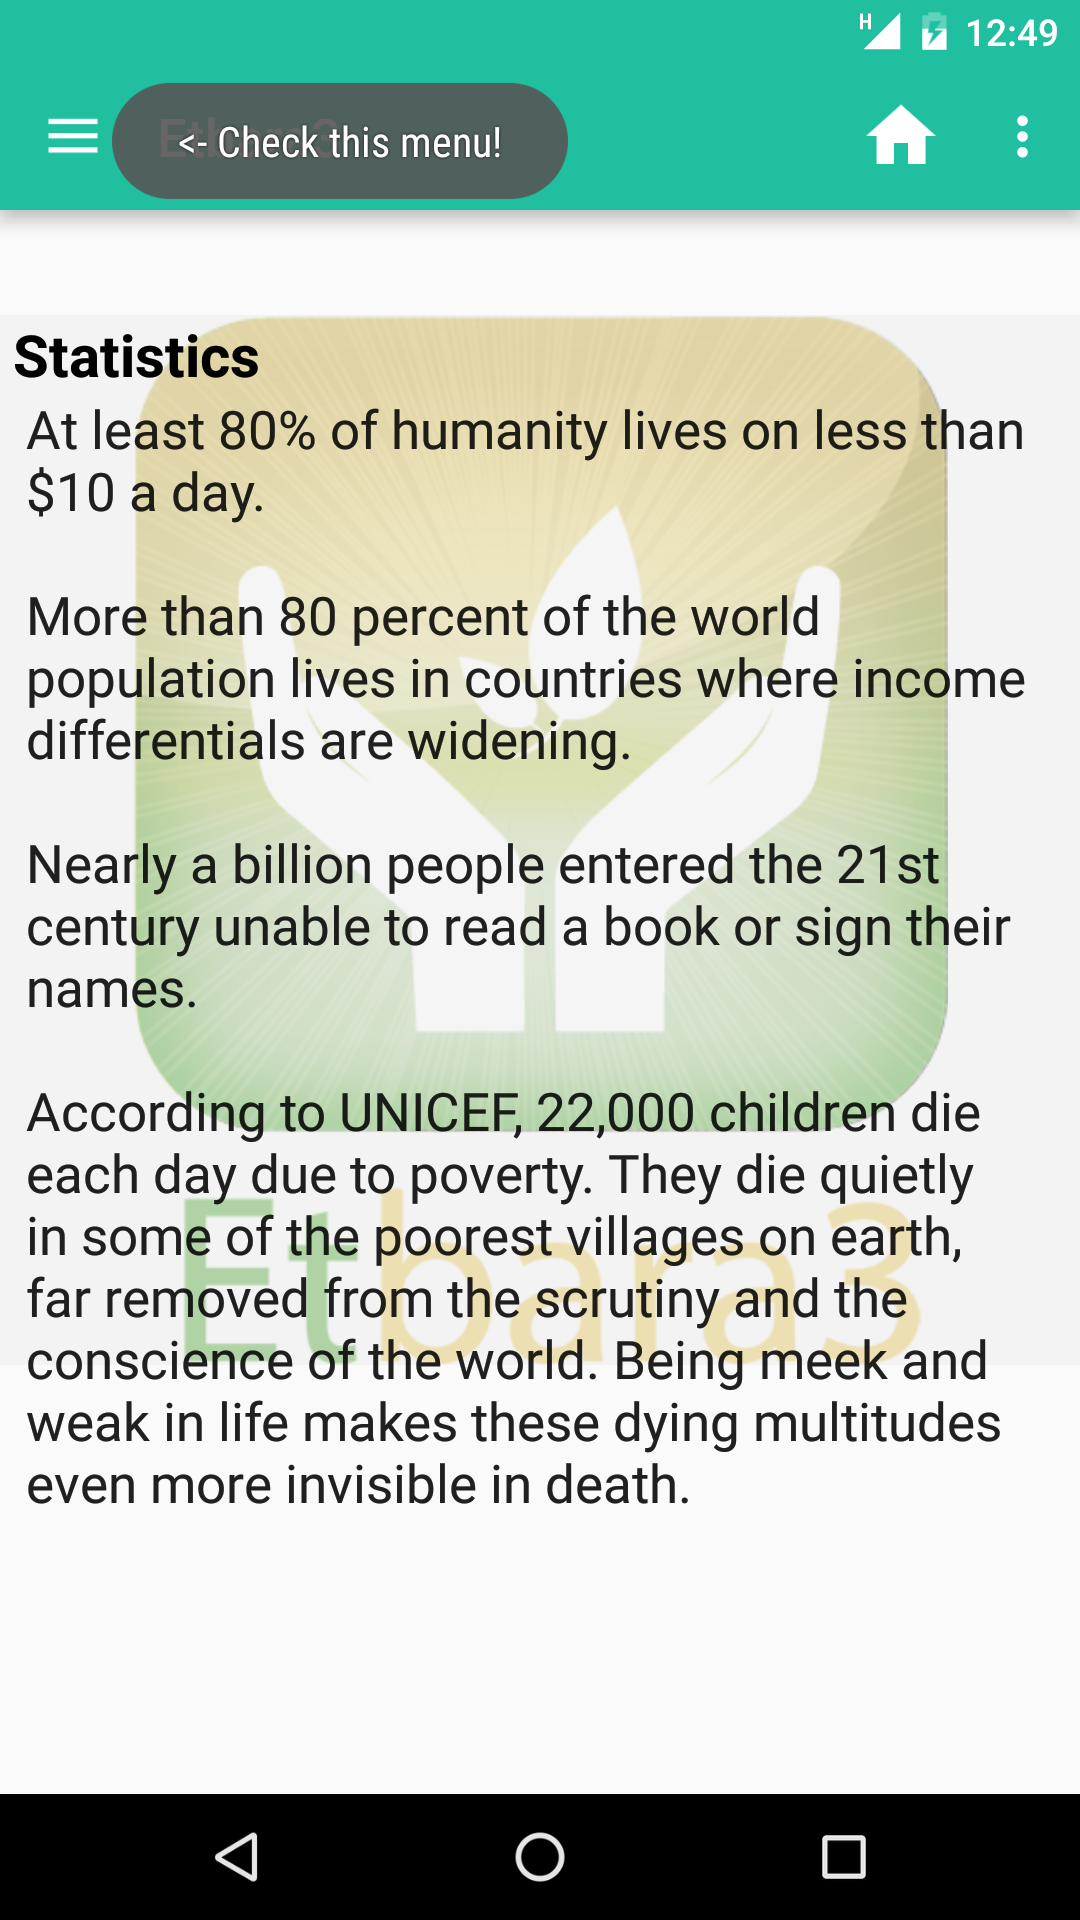 H 12:49
<- Check this menu!
Statistics
At least 80% of humanity lives on less than
$10 a day.
More than 80 percent of the world
population lives in countries where income
differentials are widening.
Nearly a billion people entered the 21st
century unable to read a book or sign their
names.
According to UNICEF, 22,000 children die
each day due to poverty. They die quietly
in some of the poorest villages on earth,
far removed from the scrutiny and the
conscience of the world. Being meek and
weak in life makes these dying multitudes
even more invisible in death.
Etbara3